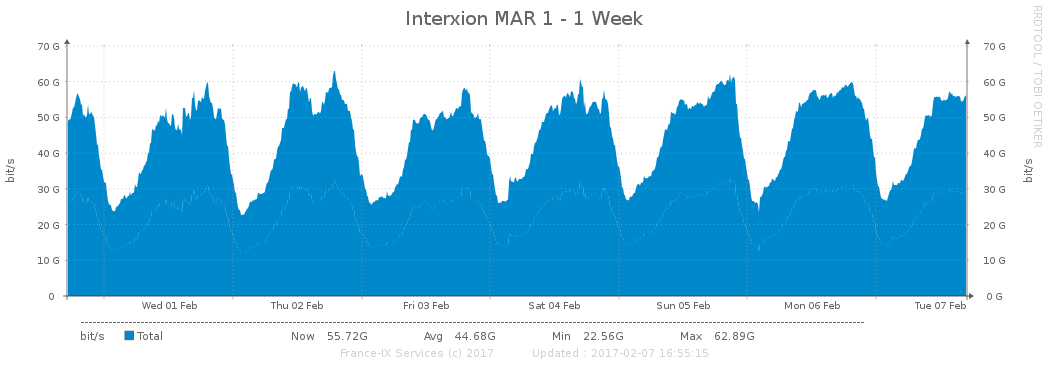 Interxion MAR 1 - 1 Week
RRDTOOL / TOBI OETIKER
bit/s
70 G 70 G
60 G 60 G
50 G 50 G
40 G 40 G
30 G 30 G
20 G 20 G
10 G 10 G
0 0 G
bit/s
Wed 01 Feb Thu 02 Feb Fri 03 Feb Sat 04 Feb Sun 05 Feb Mon 06 Feb Tue 07 Feb
bit/s Total Now 55.72G Avg 44.68G Min 22.56G Max 62.89G
France-IX Services (c) 2017 Updated : 2017-02-07 16:55:15